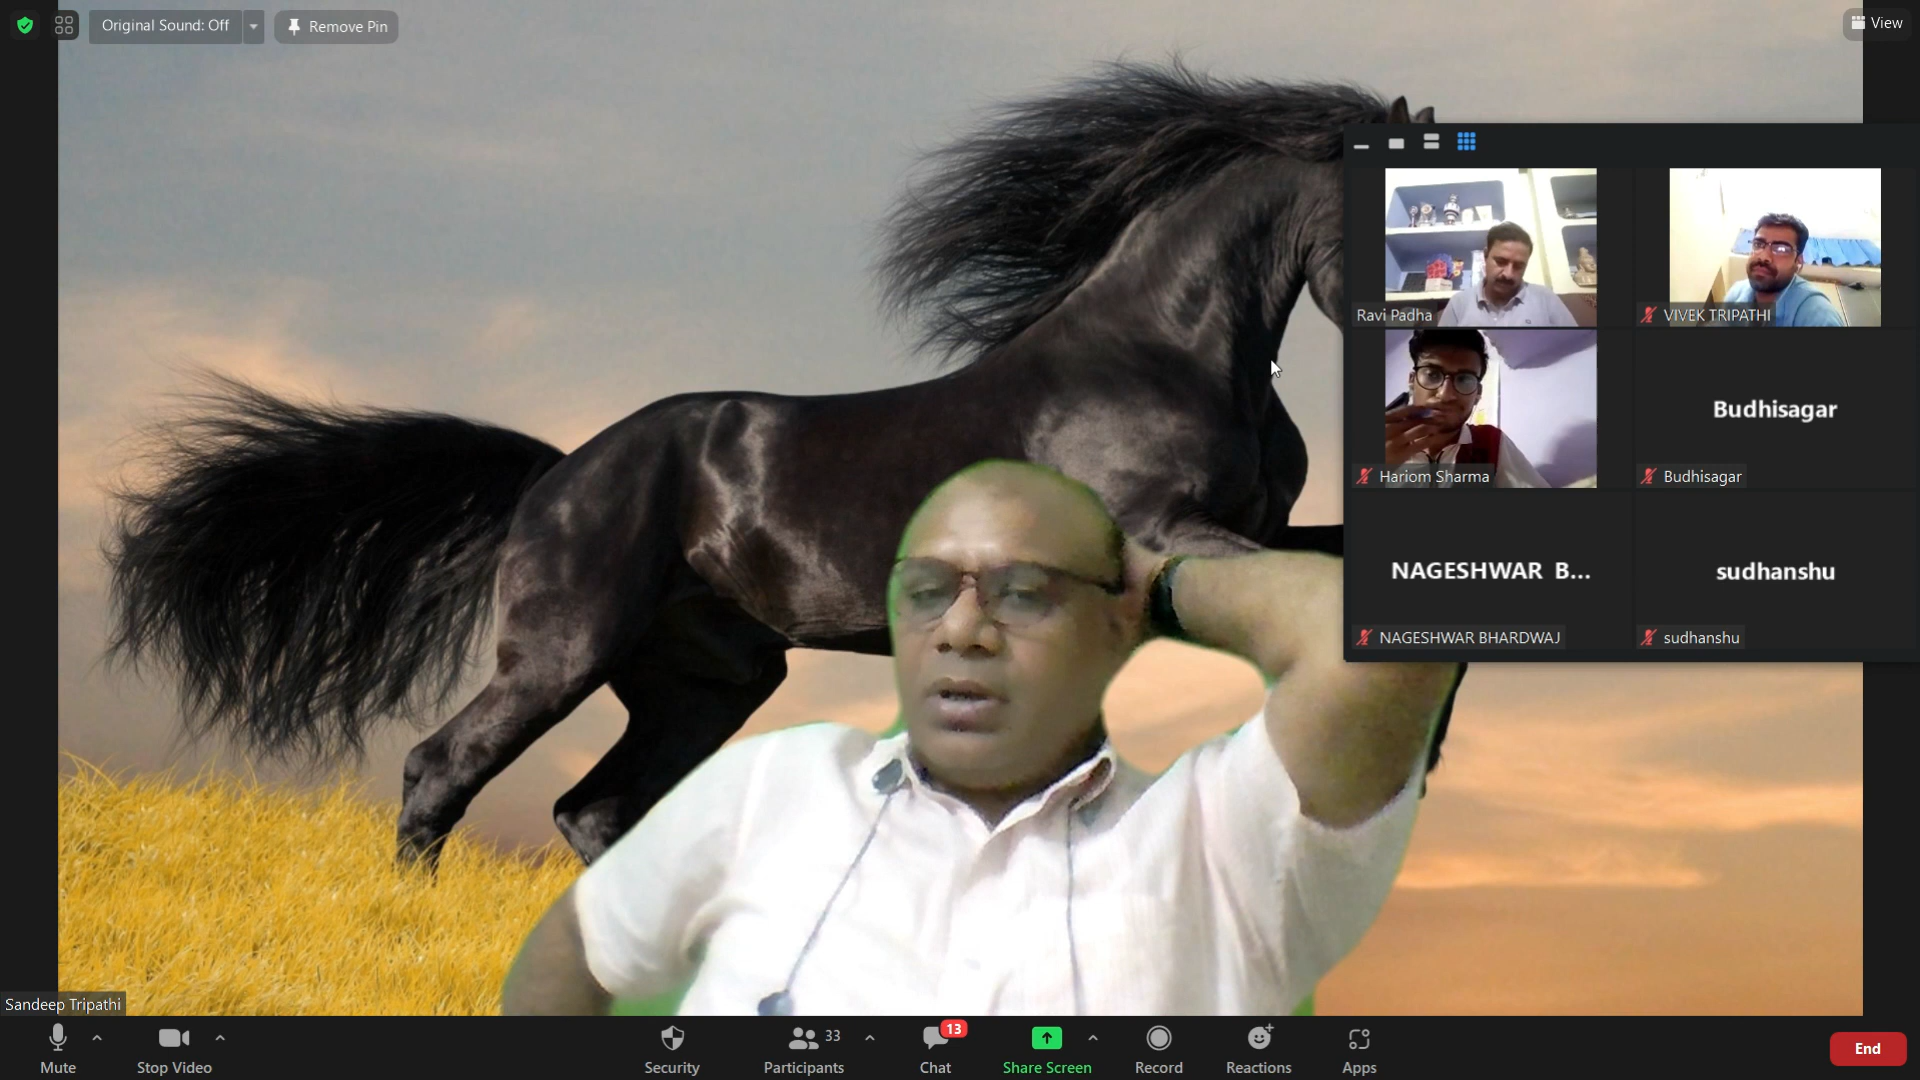 Original Sound: Off
Remove Pin
View
Ravi Padha
VIVEK TRIPATHI
Hariom Sharma
Budhisagar
Budhisagar
NAGESHWAR B...
sudhanshu
NAGESHWAR BHARDWAJ
sudhanshu
Sandeep Tripathi
Mute
Stop Video
Security
33
Participants
13
Chat
Share Screen
Record
Reactions
Apps
End